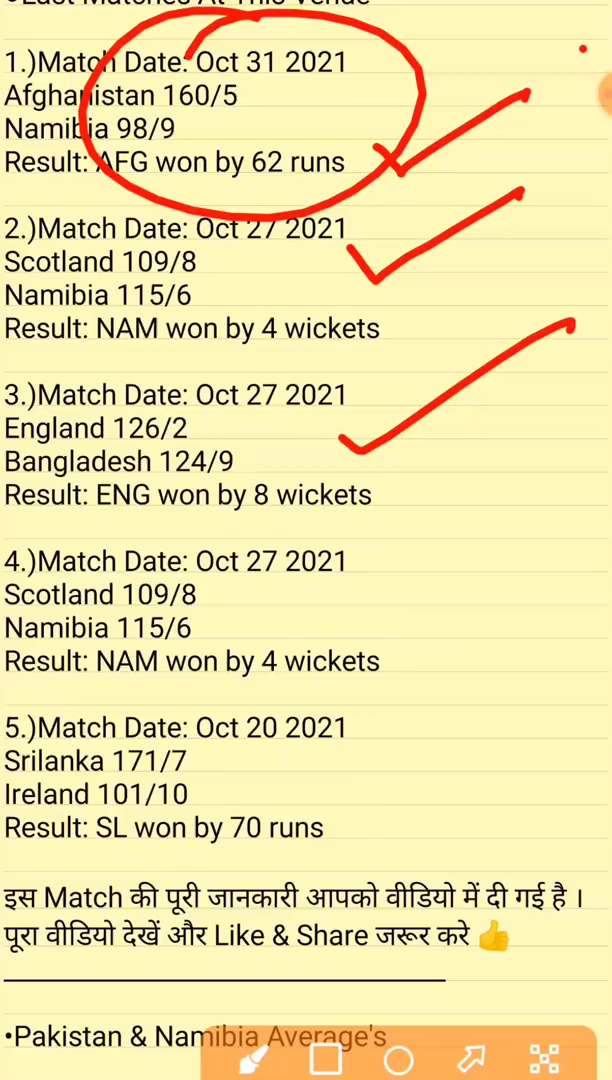 •Last Matches At This Venue
1.)Match Date: Oct 31 2021
Afghanistan 160/5
Namibia 98/9
Result: AFG won by 62 runs
2.)Match Date: Oct 27 2021
Scotland 109/8
Namibia 115/6
Result: NAM won by 4 wickets
3.)Match Date: Oct 27 2021
England 126/2
Bangladesh 124/9
Result: ENG won by 8 wickets
4.)Match Date: Oct 27 2021
Scotland 109/8
Namibia 115/6
Result: NAM won by 4 wickets
5.)Match Date: Oct 20 2021
Srilanka 171/7
Ireland 101/10
Result: SL won by 70 runs
इस Match की पूरी जानकारी आपको वीडियो में दी गई है ।
पूरा वीडियो देखें और Like & Share जरूर करे 👍
•Pakistan & Namibia Average's